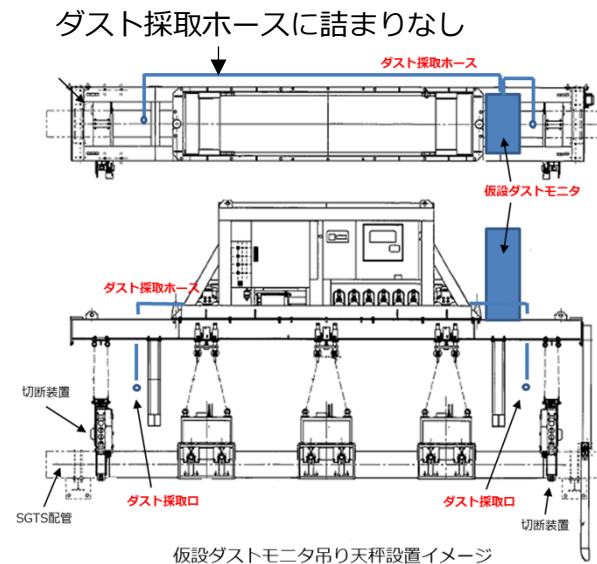 ダスト採取ホースに詰まりなし
ダスト採取ホース
仮設ダストモニタ
ダスト採取ホース
切断装置
ダスト採取口
ダスト採取口
SGTS配管
切断装置
仮設ダストモニタ吊り天秤設置イメージ